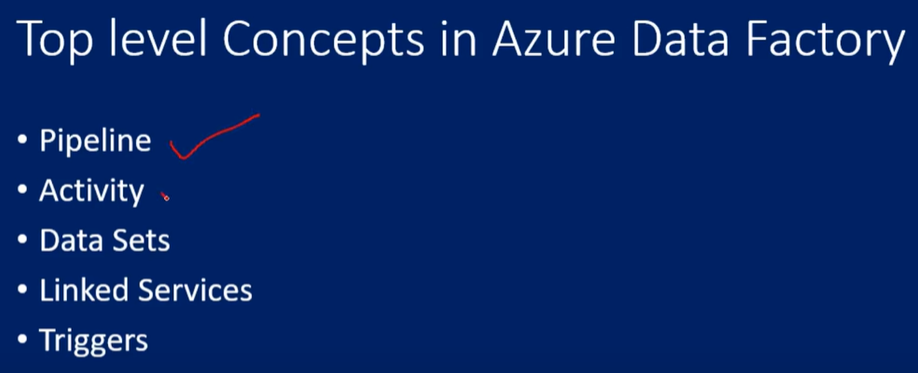 Top level Concepts in Azure Data Factory
• Pipeline
• Activity
• Data Sets
• Linked Services
• Triggers